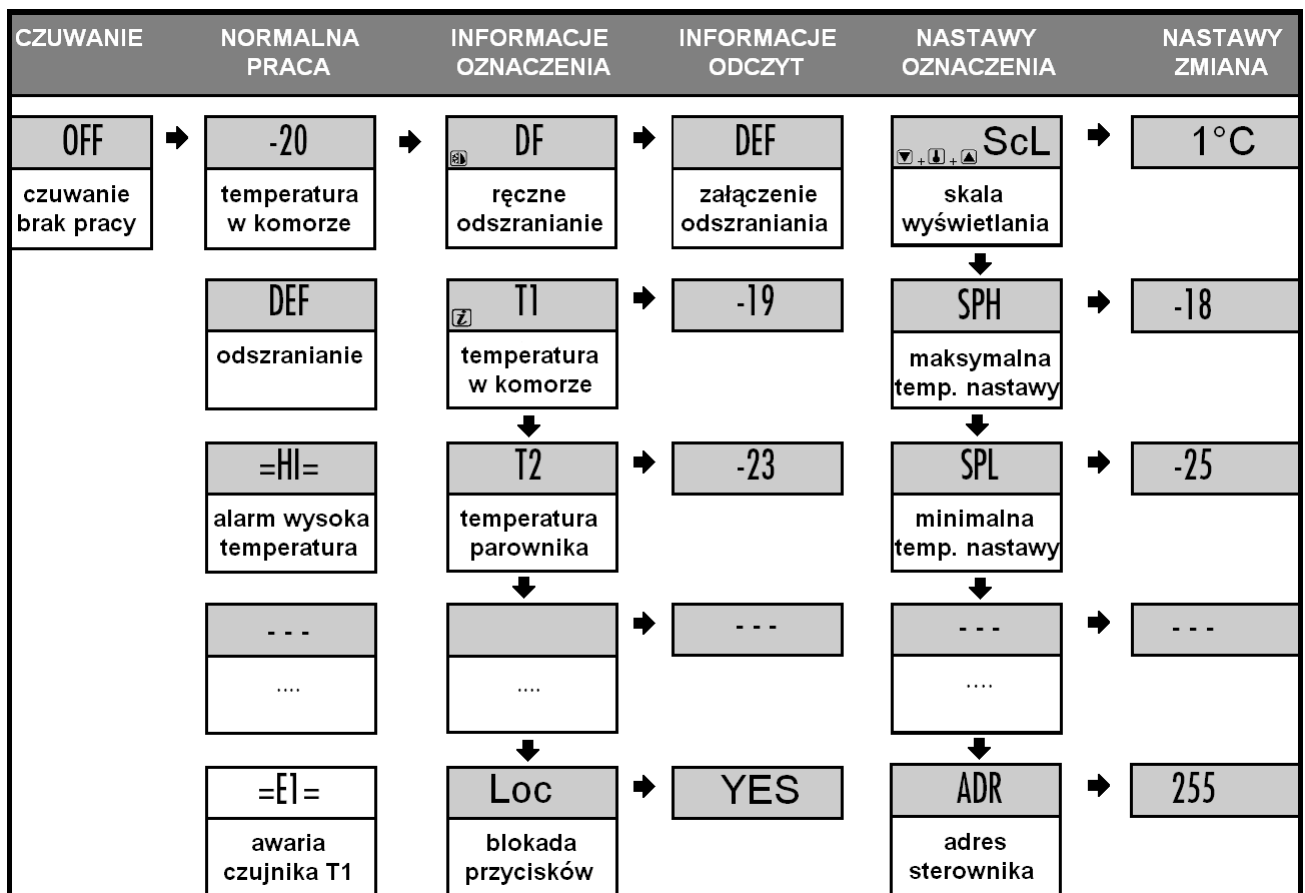 CZUWANIE NORMALNA PRACA INFORMACJE OZNACZENIA INFORMACJE ODCZYT NASTAWY OZNACZENIA NASTAWY ZMIANA
OFF
czuwanie
brak pracy
-20
temperatura
w komorze
DF
ręczne
odszranianie
DEF
załączenie
odszraniania
+ + ScL
skala
wyświetlania
1°C
DEF
odszranianie
i T1
temperatura
w komorze
-19
SPH
maksymalna
temp. nastawy
-18
=HI=
alarm wysoka
temperatura
T2
temperatura
parownika
-23
SPL
minimalna
temp. nastawy
-25
- - -
....
....
- - -
- - -
....
- - -
=E1=
awaria
czujnika T1
Loc
blokada
przycisków
YES
ADR
adres
sterownika
255